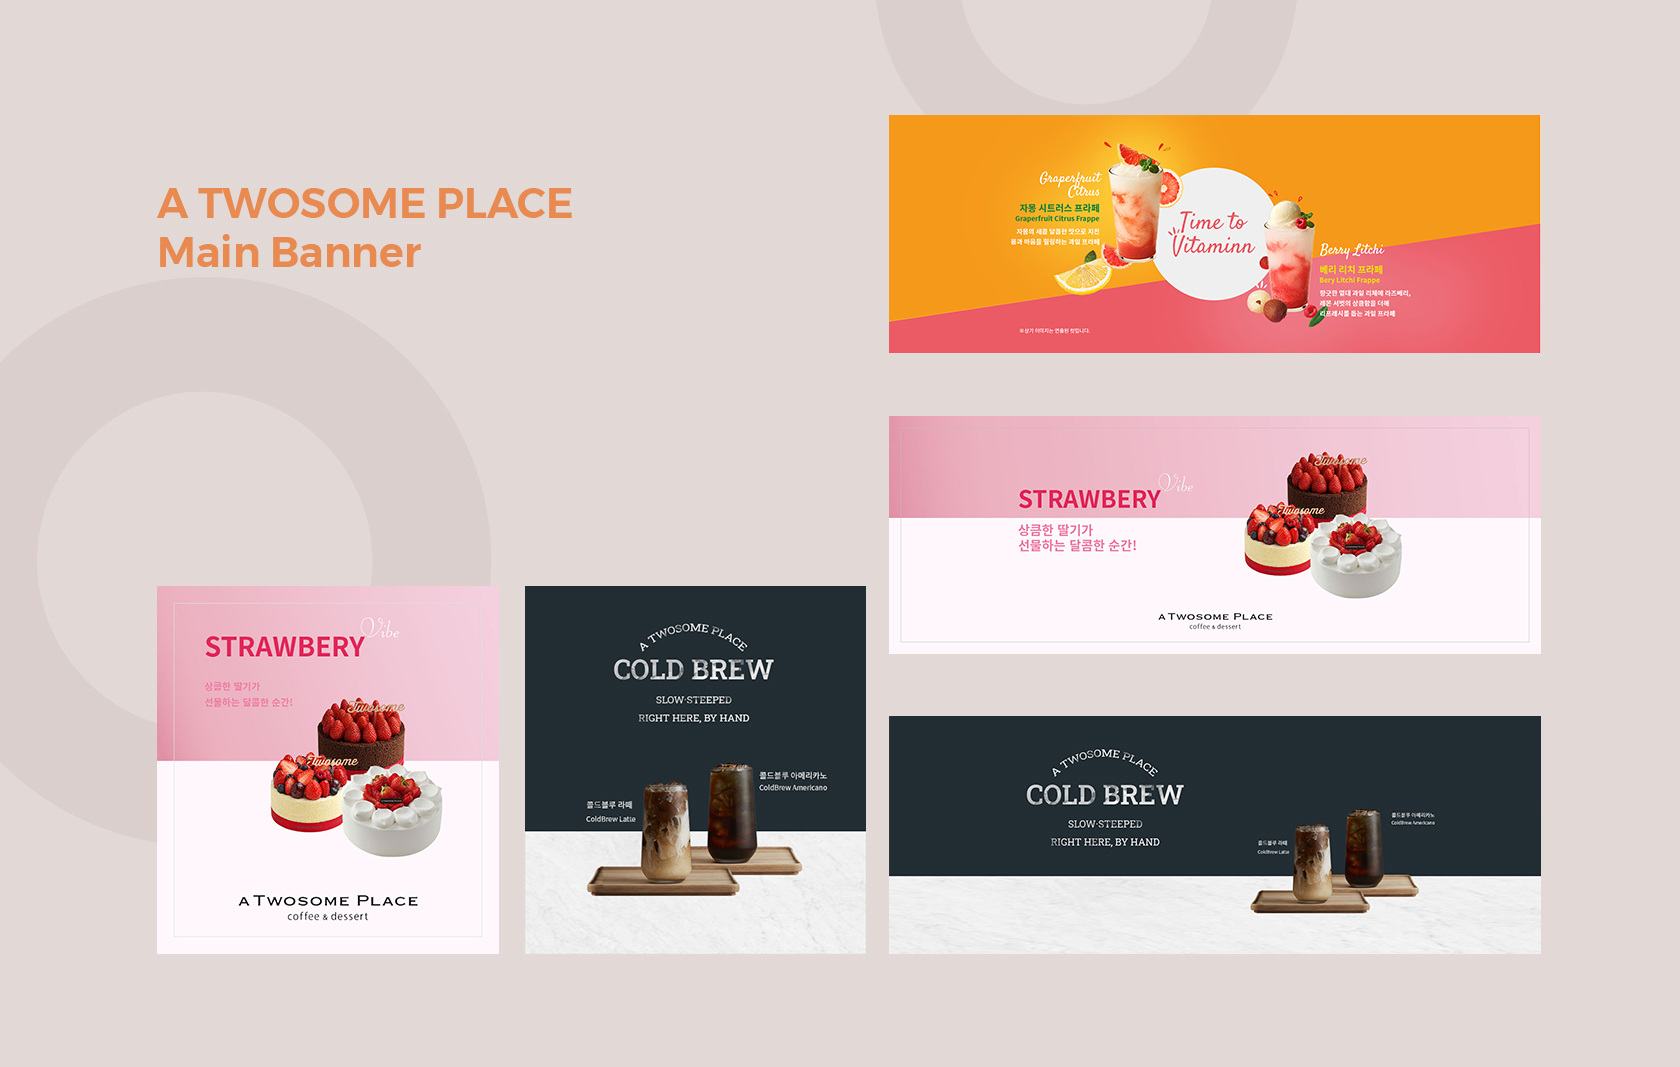 A TWOSOME PLACE
Main Banner
Grapefruit
Citrus
자몽 시트러스 프라페
Grapefruit Citrus Frappe
자몽의 새콤 달콤한 맛으로 지친
몸과 마음을 힐링하는 과일 프라페
Time to
Vitaminn
Berry Litchi
베리 리치 프라페
Bery Litchi Frappe
향긋한 열대 과일 리체에 라즈베리,
레몬 서벗의 상큼함을 더해
리프레시를 돕는 과일 프라페
※상기 이미지는 연출된 컷입니다.
Vibe
STRAWBERY
상큼한 딸기가
선물하는 달콤한 순간!
Twosome
Twosome
A TWOSOME PLACE
coffee & dessert
Vibe
STRAWBERY
상큼한 딸기가
선물하는 달콤한 순간!
Twosome
Twosome
A TWOSOME PLACE
coffee & dessert
A TWOSOME PLACE
COLD BREW
SLOW-STEEPED
RIGHT HERE, BY HAND
콜드블루 아메리카노
ColdBrew Americano
콜드블루 라떼
ColdBrew Latte
A TWOSOME PLACE
COLD BREW
SLOW-STEEPED
RIGHT HERE, BY HAND
콜드블루 아메리카노
ColdBrew Americano
콜드블루 라떼
ColdBrew Latte